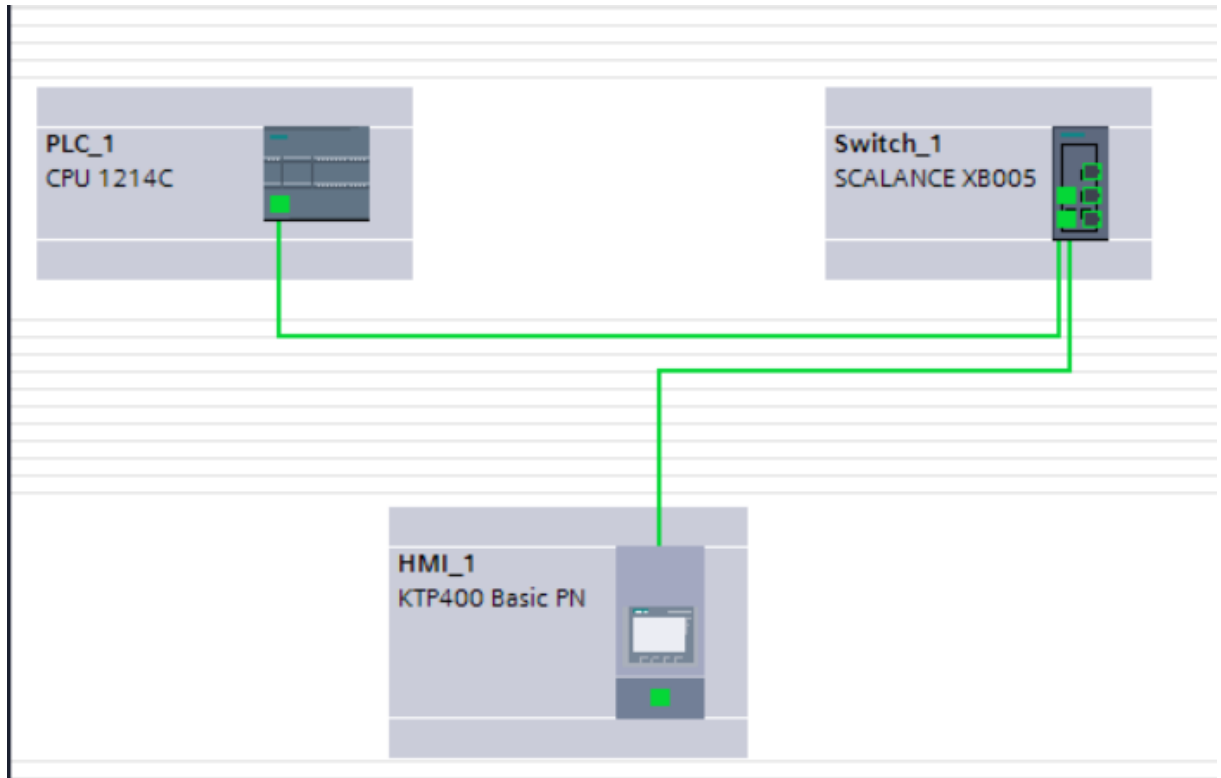 PLC_1
CPU 1214C
Switch_1
SCALANCE XB005
HMI_1
KTP400 Basic PN